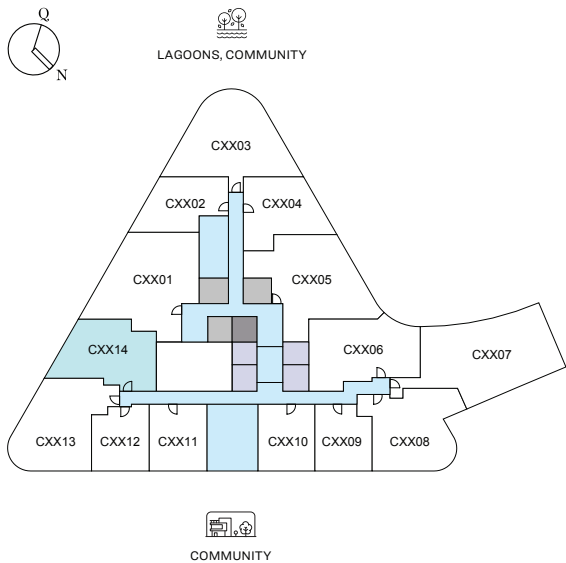 Q
N
LAGOONS, COMMUNITY
CXX03
CXX02
CXX04
CXX01
CXX05
CXX14
CXX06
CXX07
CXX13
CXX12
CXX11
CXX10
CXX09
CXX08
COMMUNITY